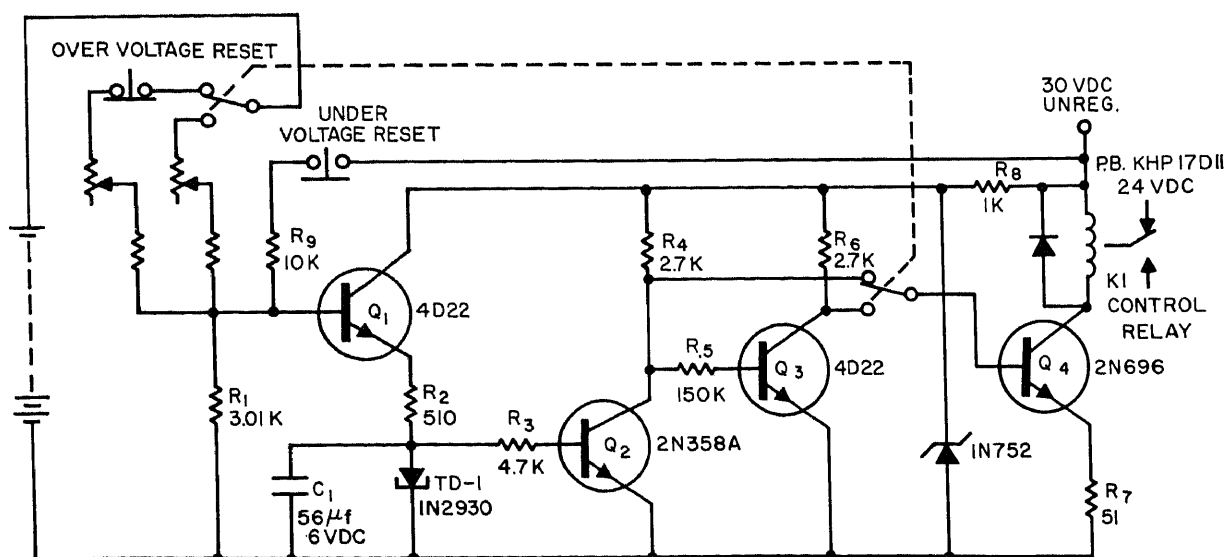 OVER VOLTAGE RESET
UNDER
VOLTAGE RESET
30 VDC
UNREG.
P.B. KHP 17D11
24 VDC
R8
1K
R9
10K
R4
2.7K
R6
2.7K
K1
CONTROL
RELAY
Q1
4D22
R5
150K
Q3
4D22
Q4
2N696
R1
3.01K
R2
510
R3
4.7K
Q2
2N358A
1N752
C1
56µf
6VDC
TD-1
1N2930
R7
51